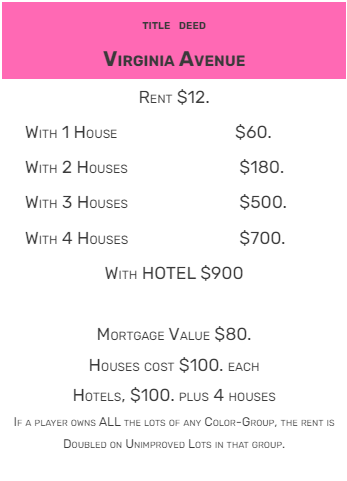 TITLE DEED
VIRGINIA AVENUE
RENT $12.
WITH 1 HOUSE $60.
WITH 2 HOUSES $180.
WITH 3 HOUSES $500.
WITH 4 HOUSES $700.
WITH HOTEL $900
MORTGAGE VALUE $80.
HOUSES COST $100. EACH
HOTELS, $100. PLUS 4 HOUSES
IF A PLAYER OWNS ALL THE LOTS OF ANY COLOR-GROUP, THE RENT IS
DOUBLED ON UNIMPROVED LOTS IN THAT GROUP.